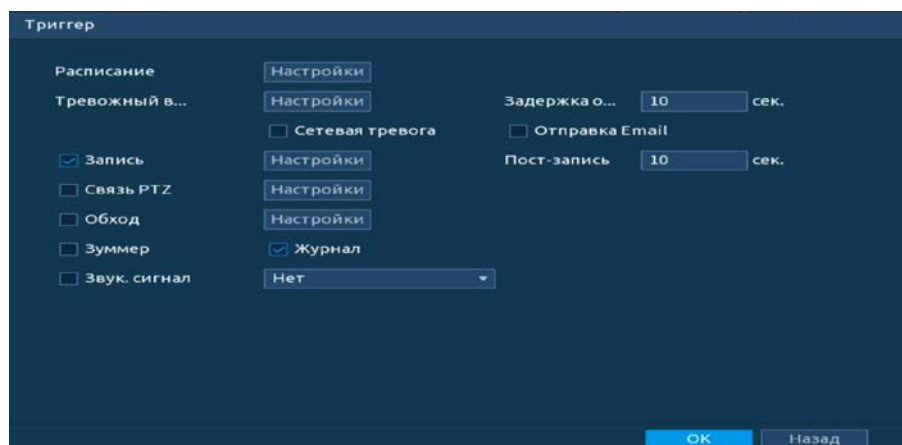 Триггер
Расписание Настройки
Тревожный в... Настройки Задержка о... 10 сек.
Сетевая тревога Отправка Email
Запись Настройки Пост-запись 10 сек.
Связь PTZ Настройки
Обход Настройки
Зуммер Журнал
Звук. сигнал Нет
OK Назад